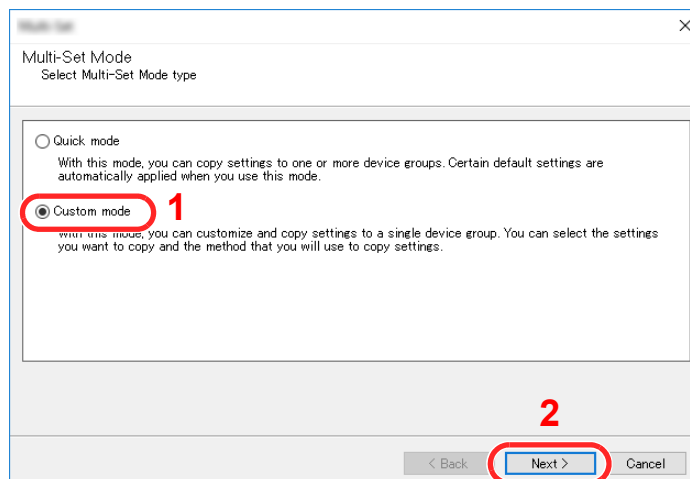 Multi-Set Mode
Select Multi-Set Mode type
Quick mode
With this mode, you can copy settings to one or more device groups. Certain default settings are
automatically applied when you use this mode.
Custom mode
1
With this mode, you can customize and copy settings to a single device group. You can select the settings
you want to copy and the method that you will use to copy settings.
2
< Back
Next >
Cancel